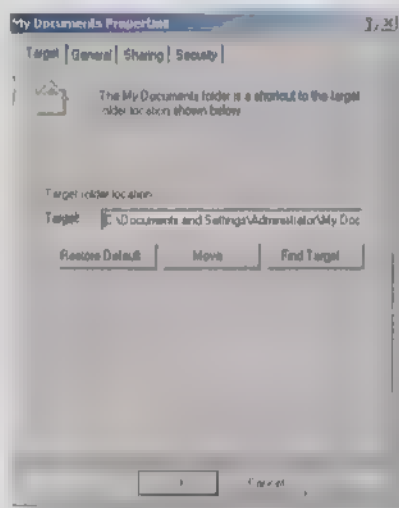 My Documents Properties
Target General Sharing Security
The My Documents folder is a shortcut to the target
folder location shown below
Target folder location
Target: C:\Documents and Settings\Administrator\My Doc
Restore Default Move Find Target
Cancel